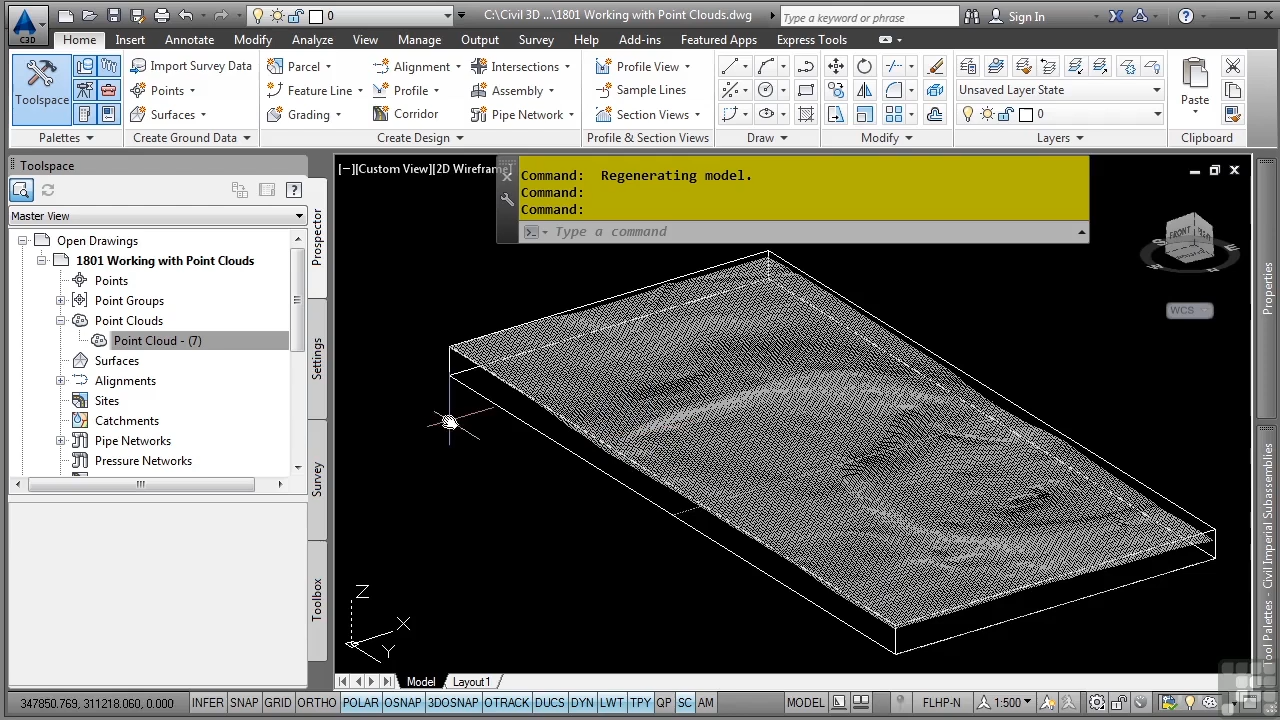 C:\Civil 3D ...\1801 Working with Point Clouds.dwg
0
Type a keyword or phrase
Sign In
C3D
Home Insert Annotate Modify Analyze View Manage Output Survey Help Add-ins Featured Apps Express Tools
Toolspace
Import Survey Data
Points
Surfaces
Parcel
Feature Line
Grading
Alignment
Profile
Corridor
Intersections
Assembly
Pipe Network
Profile View
Sample Lines
Section Views
Unsaved Layer State
0
Paste
Palettes
Create Ground Data
Create Design
Profile & Section Views
Draw
Modify
Layers
Clipboard
Toolspace
Master View
Open Drawings
1801 Working with Point Clouds
Points
Point Groups
Point Clouds
Point Cloud - (7)
Surfaces
Alignments
Sites
Catchments
Pipe Networks
Pressure Networks
Prospector
Settings
Survey
Toolbox
[−][Custom View][2D Wireframe]
Command:  Regenerating model.
Command:
Command:
Type a command
FRONT
WCS
Z
X
Y
Properties
Tool Palettes - Civil Imperial Subassemblies
Model
Layout1
347850.769, 311218.060, 0.000
INFER SNAP GRID ORTHO POLAR OSNAP 3DOSNAP OTRACK DUCS DYN LWT TPY QP SC AM
MODEL
FLHP-N
1:500